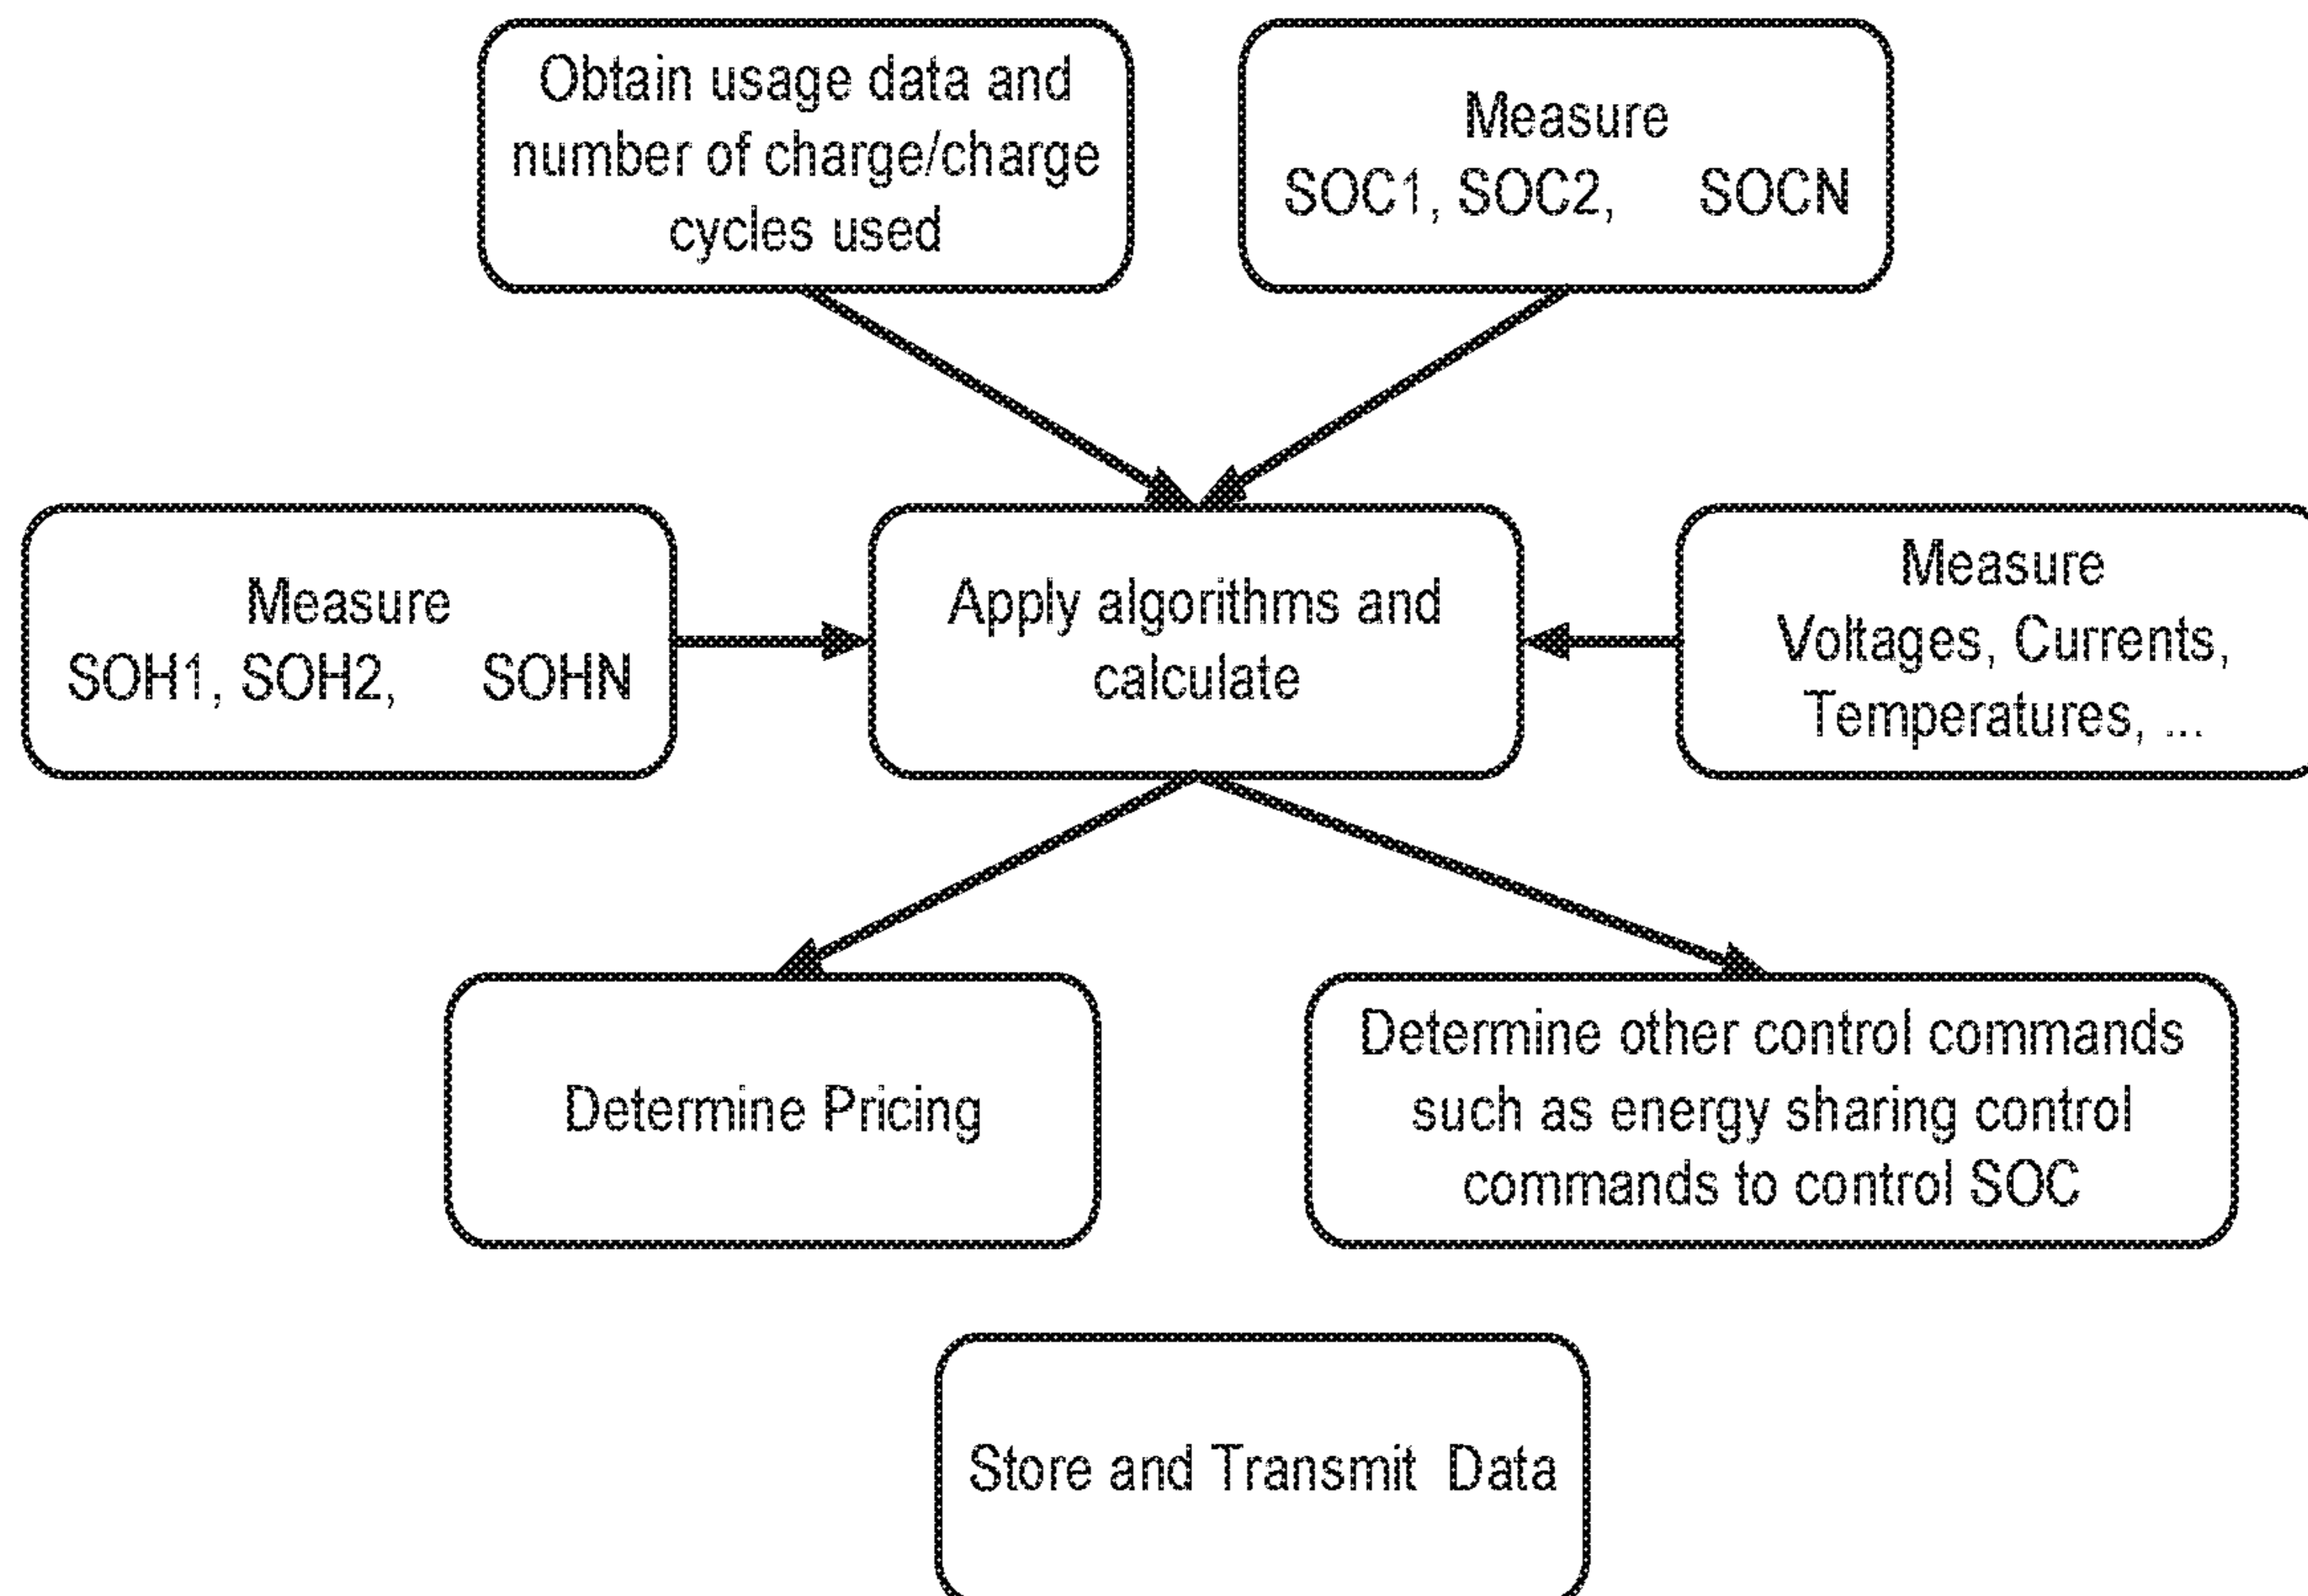 Obtain usage data and
number of charge/charge
cycles used
Measure
SOC1, SOC2, SOCN
Measure
SOH1, SOH2, SOHN
Apply algorithms and
calculate
Measure
Voltages, Currents,
Temperatures, ...
Determine Pricing
Determine other control commands
such as energy sharing control
commands to control SOC
Store and Transmit Data